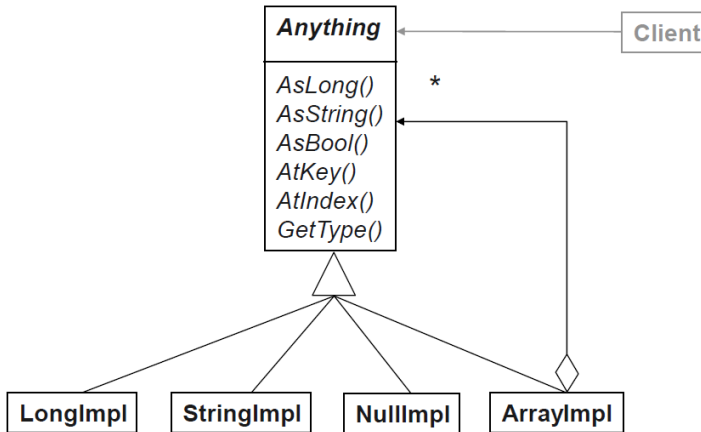 Anything
Client
AsLong()
*
AsString()
AsBool()
AtKey()
AtIndex()
GetType()
LongImpl
StringImpl
NullImpl
ArrayImpl